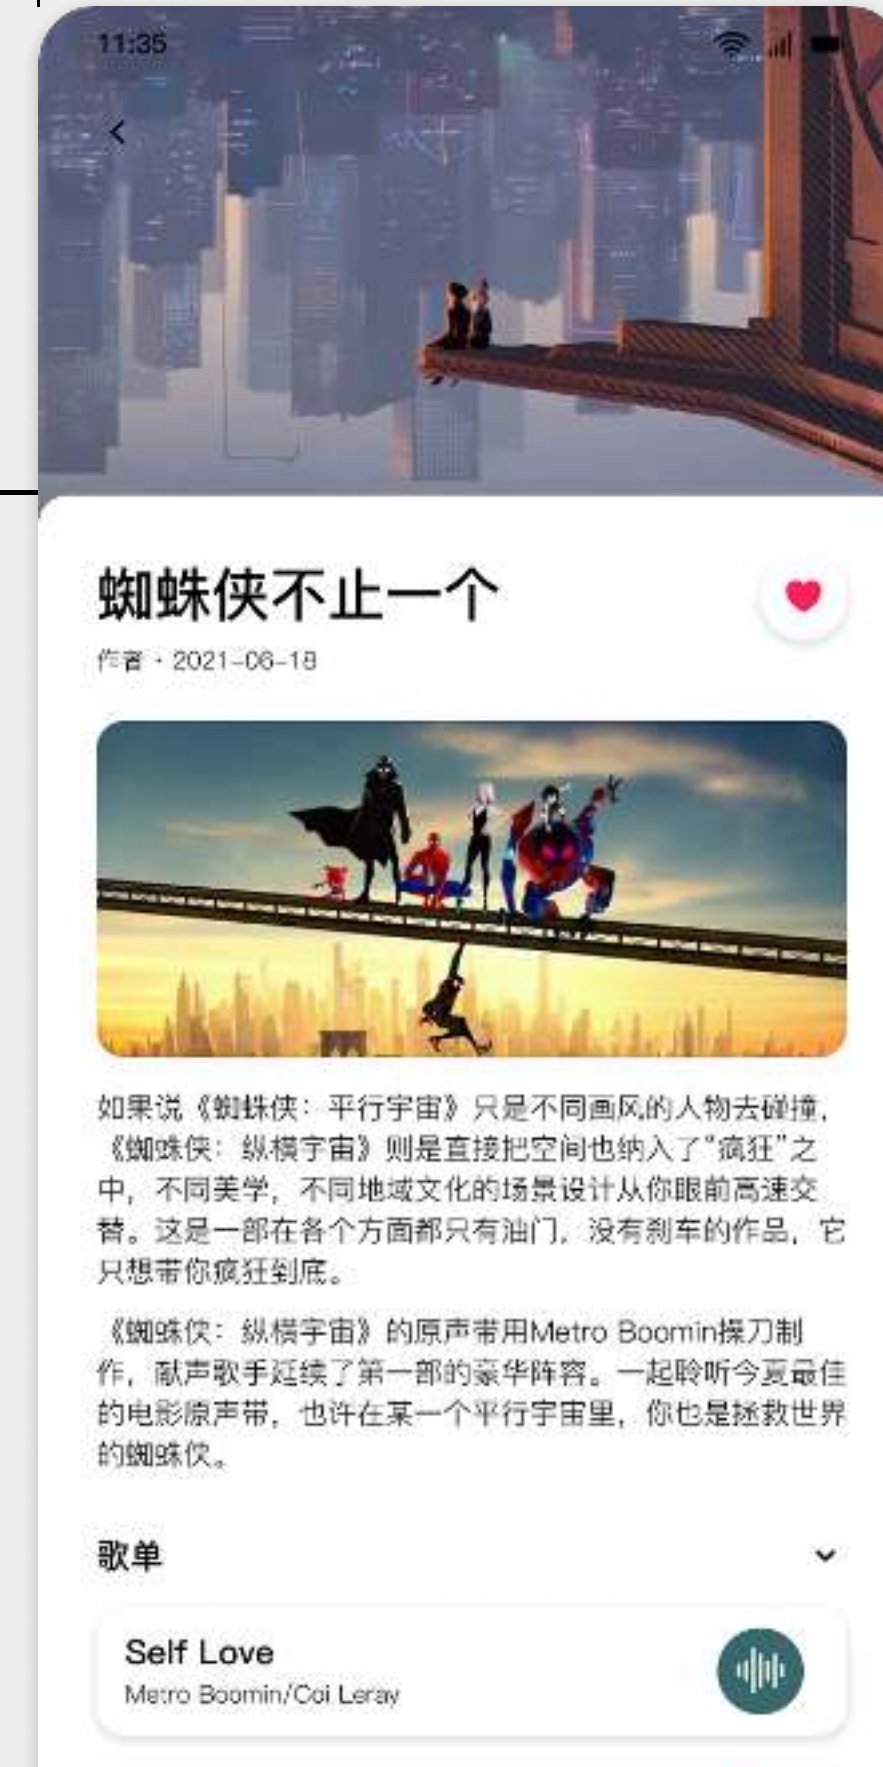 11:35
蜘蛛侠不止一个
作者·2021-06-18
如果说《蜘蛛侠：平行宇宙》只是不同画风的人物去碰撞，
《蜘蛛侠：纵横宇宙》则是直接把空间也纳入了“疯狂”之
中，不同美学，不同地域文化的场景设计从你眼前高速交
替。这是一部在各个方面都只有油门，没有刹车的作品，它
只想带你疯狂到底。
《蜘蛛侠：纵横宇宙》的原声带用Metro Boomin操刀制
作，献声歌手延续了第一部的豪华阵容。一起聆听今夏最佳
的电影原声带，也许在某一个平行宇宙里，你也是拯救世界
的蜘蛛侠。
歌单
Self Love
Metro Boomin/Coi Leray